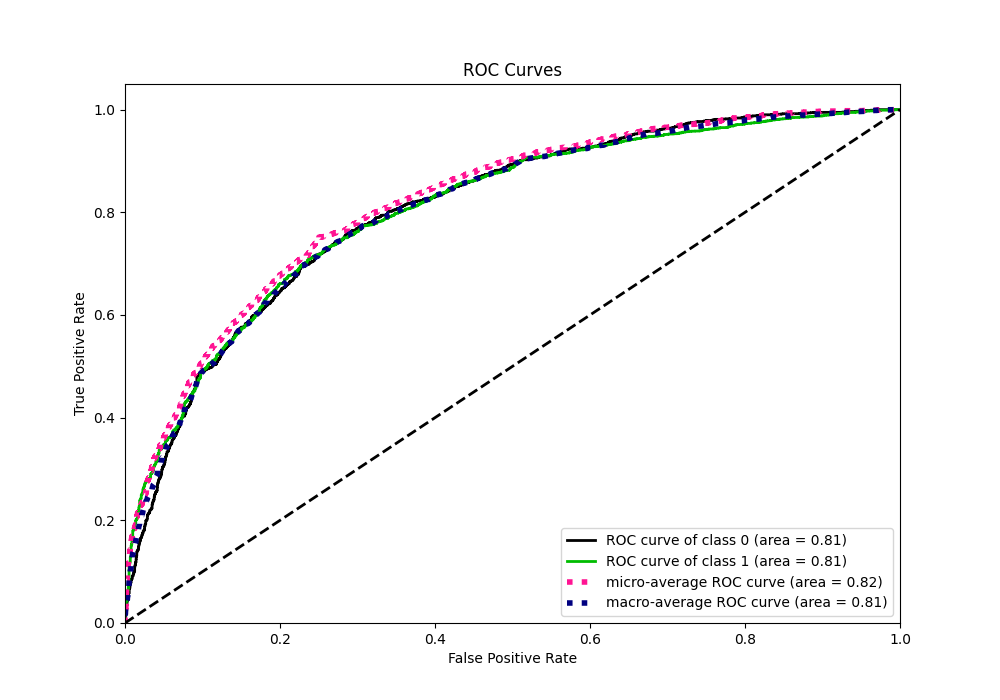 ROC Curves
1.0
0.8
0.6
0.4
0.2
0.0
True Positive Rate
0.0 0.2 0.4 0.6 0.8 1.0
False Positive Rate
ROC curve of class 0 (area = 0.81)
ROC curve of class 1 (area = 0.81)
micro-average ROC curve (area = 0.82)
macro-average ROC curve (area = 0.81)